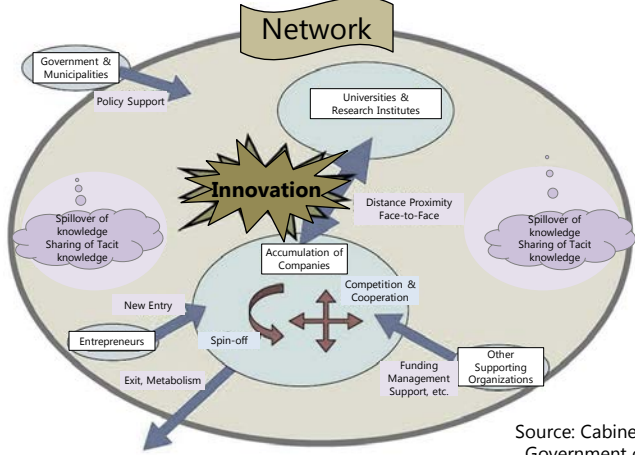 Network
Government &
Municipalities
Policy Support
Universities &
Research Institutes
Innovation
Distance Proximity
Face-to-Face
Spillover of
knowledge
Sharing of Tacit
knowledge
Spillover of
knowledge
Sharing of Tacit
knowledge
Accumulation of
Companies
Competition &
Cooperation
New Entry
Entrepreneurs
Spin-off
Exit, Metabolism
Funding
Management
Support, etc.
Other
Supporting
Organizations
Source:
Government